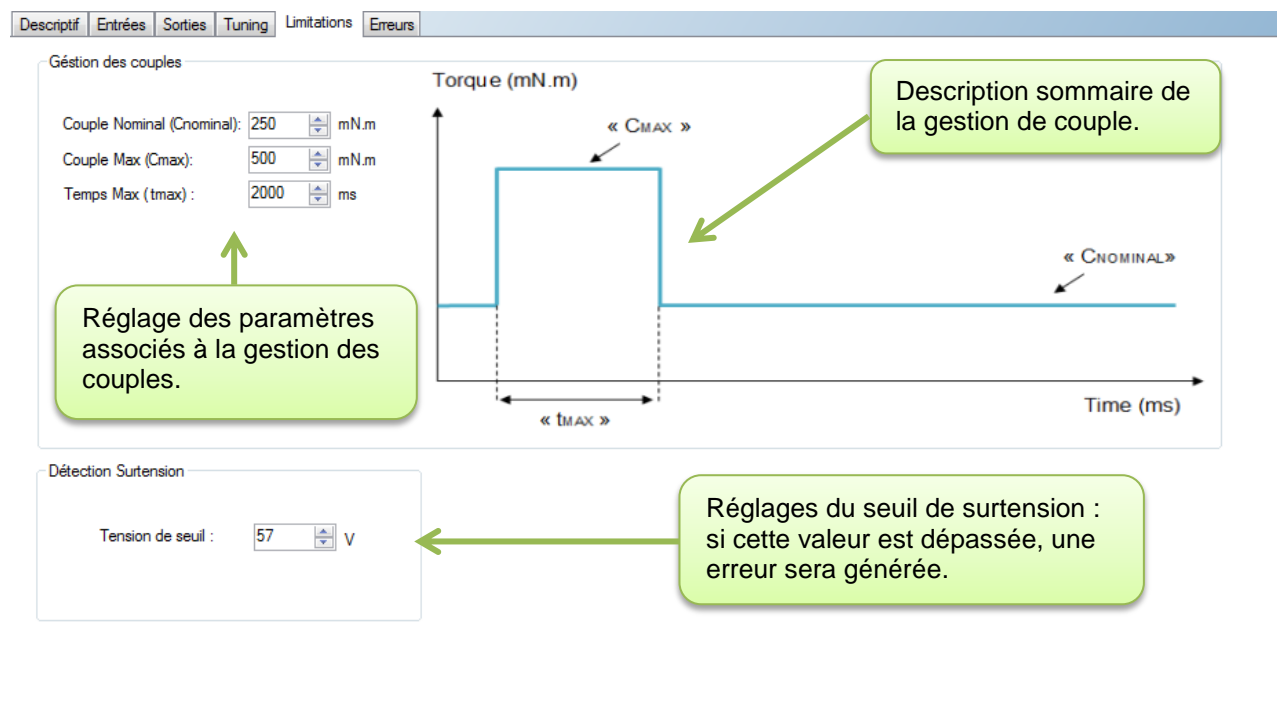 Descriptif Entrées Sorties Tuning Limitations Erreurs
Géstion des couples
Couple Nominal (Cnominal): 250 mN.m
Couple Max (Cmax): 500 mN.m
Temps Max (tmax) : 2000 ms
Réglage des paramètres
associés à la gestion des
couples.
Torque (mN.m)
« CMAX »
Description sommaire de
la gestion de couple.
« CNOMINAL»
« tMAX »
Time (ms)
Détection Surtension
Tension de seuil : 57 V
Réglages du seuil de surtension :
si cette valeur est dépassée, une
erreur sera générée.